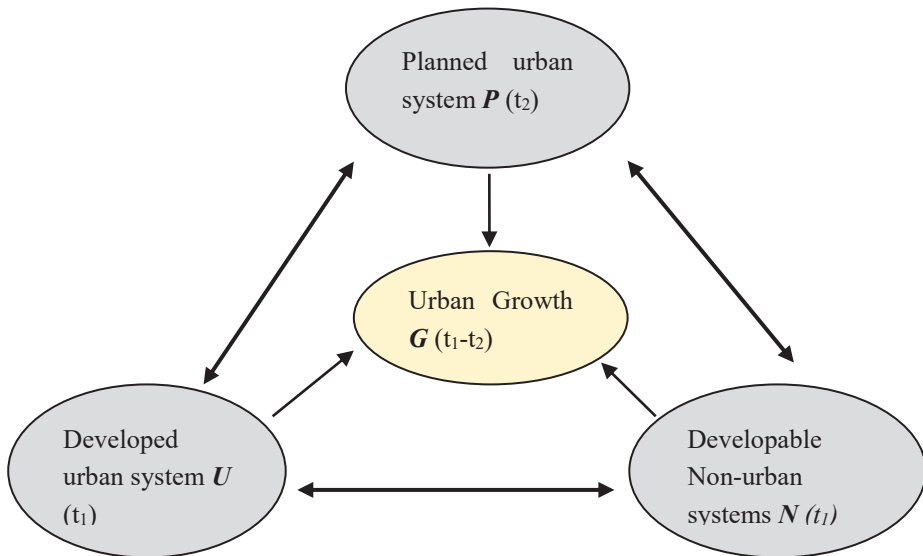 Planned urban
system P (t₂)
Urban Growth
G (t₁-t₂)
Developed
urban system U
(t₁)
Developable
Non-urban
systems N (t₁)